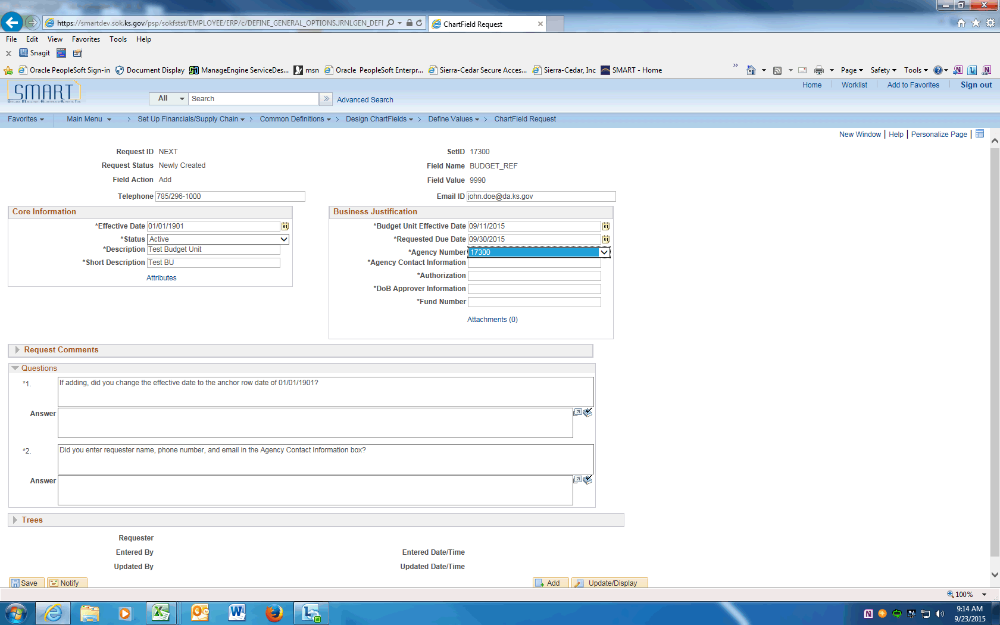 https://smartdev.sok.ks.gov/psp/sokfstst/EMPLOYEE/ERP/c/DEFINE_GENERAL_OPTIONS.JRNLGEN_DEFI
ChartField Request
File Edit View Favorites Tools Help
x Snagit
Oracle PeopleSoft Sign-in Document Display ManageEngine ServiceDes... msn Oracle PeopleSoft Enterpr... Sierra-Cedar Secure Acces... Sierra-Cedar, Inc SMART - Home » Page Safety Tools
SMART
Home Worklist Add to Favorites Sign out
All Search » Advanced Search
Favorites Main Menu > Set Up Financials/Supply Chain > Common Definitions > Design ChartFields > Define Values > ChartField Request
New Window | Help | Personalize Page |
Request ID NEXT SetID 17300
Request Status Newly Created Field Name BUDGET_REF
Field Action Add Field Value 9990
Telephone 785/296-1000 Email ID john.doe@da.ks.gov
Core Information
*Effective Date 01/01/1901 31
*Status Active
*Description Test Budget Unit
*Short Description Test BU
Attributes
Business Justification
*Budget Unit Effective Date 09/11/2015 31
*Requested Due Date 09/30/2015 31
*Agency Number 17300
*Agency Contact Information
*Authorization
*DoB Approver Information
*Fund Number
Attachments (0)
Request Comments
Questions
*1. If adding, did you change the effective date to the anchor row date of 01/01/1901?
Answer
*2. Did you enter requester name, phone number, and email in the Agency Contact Information box?
Answer
Trees
Requester
Entered By Entered Date/Time
Updated By Updated Date/Time
Save Notify Add Update/Display
100%
9:14 AM
9/23/2015